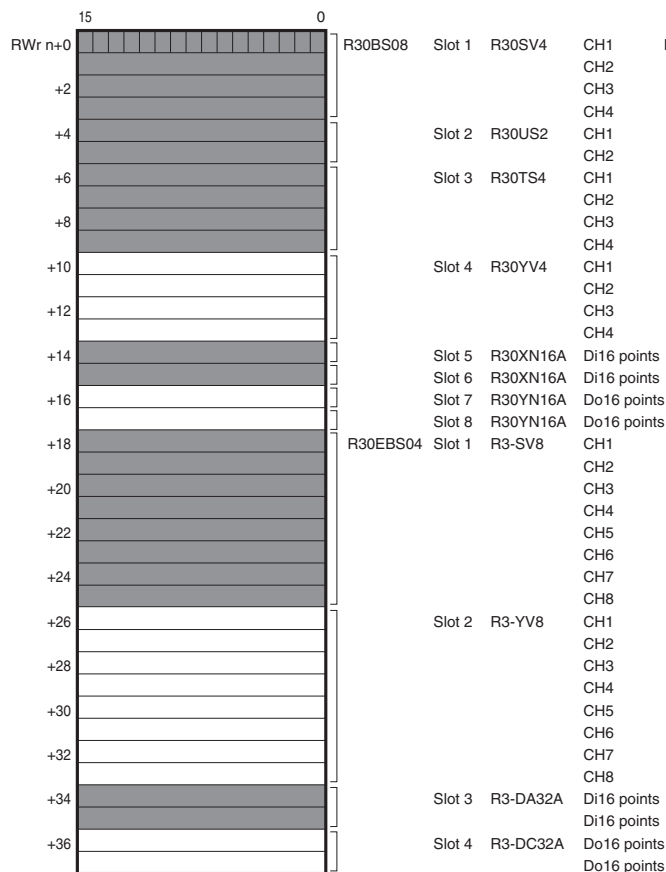 15 0
RWr n+0 R30BS08 Slot 1 R30SV4 CH1
CH2
+2 CH3
CH4
+4 Slot 2 R30US2 CH1
CH2
+6 Slot 3 R30TS4 CH1
CH2
+8 CH3
CH4
+10 Slot 4 R30YV4 CH1
CH2
+12 CH3
CH4
+14 Slot 5 R30XN16A Di16 points
Slot 6 R30XN16A Di16 points
+16 Slot 7 R30YN16A Do16 points
Slot 8 R30YN16A Do16 points
+18 R30EBS04 Slot 1 R3-SV8 CH1
CH2
+20 CH3
CH4
+22 CH5
CH6
+24 CH7
CH8
+26 Slot 2 R3-YV8 CH1
CH2
+28 CH3
CH4
+30 CH5
CH6
+32 CH7
CH8
+34 Slot 3 R3-DA32A Di16 points
Di16 points
+36 Slot 4 R3-DC32A Do16 points
Do16 points